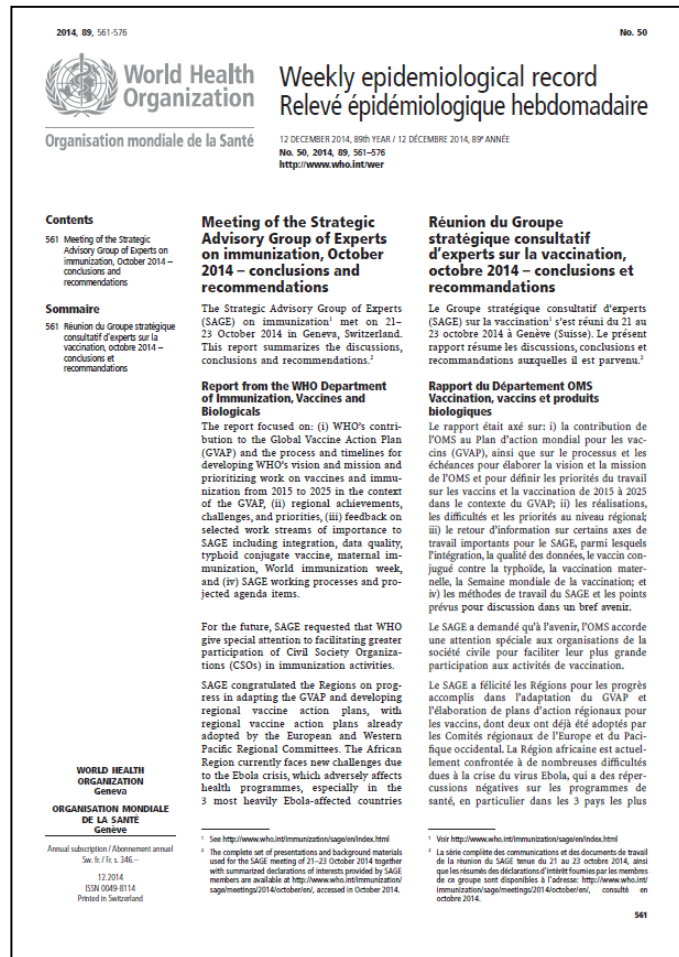 2014, 89, 561-576
No. 50
World Health
Organization
Organisation mondiale de la Santé
Weekly epidemiological record
Relevé épidémiologique hebdomadaire
12 DECEMBER 2014, 89th YEAR / 12 DÉCEMBRE 2014, 89e ANNÉE
No. 50, 2014, 89, 561–576
http://www.who.int/wer
Contents
561 Meeting of the Strategic
Advisory Group of Experts on
immunization, October 2014 –
conclusions and
recommendations
Sommaire
561 Réunion du Groupe stratégique
consultatif d'experts sur la
vaccination, octobre 2014 –
conclusions et
recommandations
WORLD HEALTH
ORGANIZATION
Geneva
ORGANISATION MONDIALE
DE LA SANTÉ
Genève
Annual subscription / Abonnement annuel
Sw. fr. / Fr. s. 346.–
12.2014
ISSN 0049-8114
Printed in Switzerland
Meeting of the Strategic
Advisory Group of Experts
on immunization, October
2014 – conclusions and
recommendations
The Strategic Advisory Group of Experts
(SAGE) on immunization1 met on 21–
23 October 2014 in Geneva, Switzerland.
This report summarizes the discussions,
conclusions and recommendations.2
Report from the WHO Department
of Immunization, Vaccines and
Biologicals
The report focused on: (i) WHO's contri-
bution to the Global Vaccine Action Plan
(GVAP) and the process and timelines for
developing WHO's vision and mission and
prioritizing work on vaccines and immu-
nization from 2015 to 2025 in the context
of the GVAP, (ii) regional achievements,
challenges, and priorities, (iii) feedback on
selected work streams of importance to
SAGE including integration, data quality,
typhoid conjugate vaccine, maternal im-
munization, World immunization week,
and (iv) SAGE working processes and pro-
jected agenda items.
For the future, SAGE requested that WHO
give special attention to facilitating greater
participation of Civil Society Organiza-
tions (CSOs) in immunization activities.
SAGE congratulated the Regions on prog-
ress in adapting the GVAP and developing
regional vaccine action plans, with
regional vaccine action plans already
adopted by the European and Western
Pacific Regional Committees. The African
Region currently faces new challenges due
to the Ebola crisis, which adversely affects
health programmes, especially in the
3 most heavily Ebola-affected countries
1 See http://www.who.int/immunization/sage/en/index.html
2 The complete set of presentations and background materials
used for the SAGE meeting of 21–23 October 2014 together
with summarized declarations of interests provided by SAGE
members are available at http://www.who.int/immunization/
sage/meetings/2014/october/en/, accessed in October 2014.
Réunion du Groupe
stratégique consultatif
d'experts sur la vaccination,
octobre 2014 – conclusions et
recommandations
Le Groupe stratégique consultatif d'experts
(SAGE) sur la vaccination1 s'est réuni du 21 au
23 octobre 2014 à Genève (Suisse). Le présent
rapport résume les discussions, conclusions et
recommandations auxquelles il est parvenu.2
Rapport du Département OMS
Vaccination, vaccins et produits
biologiques
Le rapport était axé sur: i) la contribution de
l'OMS au Plan d'action mondial pour les vac-
cins (GVAP), ainsi que sur le processus et les
échéances pour élaborer la vision et la mission
de l'OMS et pour définir les priorités du travail
sur les vaccins et la vaccination de 2015 à 2025
dans le contexte du GVAP; ii) les réalisations,
les difficultés et les priorités au niveau régional;
iii) le retour d'information sur certains axes de
travail importants pour le SAGE, parmi lesquels
l'intégration, la qualité des données, le vaccin con-
jugué contre la typhoïde, la vaccination mater-
nelle, la Semaine mondiale de la vaccination; et
iv) les méthodes de travail du SAGE et les points
prévus pour discussion dans un bref avenir.
Le SAGE a demandé qu'à l'avenir, l'OMS accorde
une attention spéciale aux organisations de la
société civile pour faciliter leur plus grande
participation aux activités de vaccination.
Le SAGE a félicité les Régions pour les progrès
accomplis dans l'adaptation du GVAP et
l'élaboration de plans d'action régionaux pour
les vaccins, dont deux ont déjà été adoptés par
les Comités régionaux de l'Europe et du Paci-
fique occidental. La Région africaine est actuel-
lement confrontée à de nombreuses difficultés
dues à la crise du virus Ebola, qui a des réper-
cussions négatives sur les programmes de
santé, en particulier dans les 3 pays les plus
1 Voir http://www.who.int/immunization/sage/en/index.html
2 La série complète des communications et des documents de travail
de la réunion du SAGE tenue du 21 au 23 octobre 2014, ainsi
que les résumés des déclarations d'intérêt fournies par les membres
de ce groupe sont disponibles à l'adresse: http://www.who.int/
immunization/sage/meetings/2014/october/en/, consulté en
octobre 2014.
561